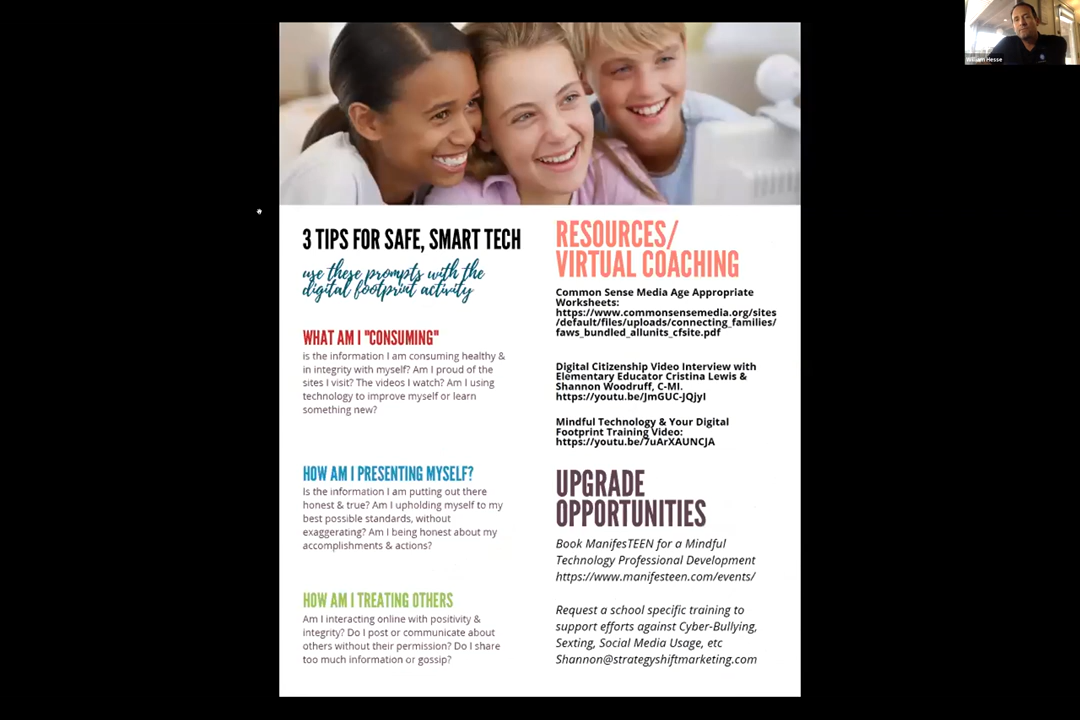 William Hesse
3 TIPS FOR SAFE, SMART TECH
use these prompts with the
digital footprint activity
WHAT AM I "CONSUMING"
is the information I am consuming healthy &
in integrity with myself? Am I proud of the
sites I visit? The videos I watch? Am I using
technology to improve myself or learn
something new?
HOW AM I PRESENTING MYSELF?
Is the information I am putting out there
honest & true? Am I upholding myself to my
best possible standards, without
exaggerating? Am I being honest about my
accomplishments & actions?
HOW AM I TREATING OTHERS
Am I interacting online with positivity &
integrity? Do I post or communicate about
others without their permission? Do I share
too much information or gossip?
RESOURCES/
VIRTUAL COACHING
Common Sense Media Age Appropriate
Worksheets:
https://www.commonsensemedia.org/sites
/default/files/uploads/connecting_families/
faws_bundled_allunits_cfsite.pdf
Digital Citizenship Video Interview with
Elementary Educator Cristina Lewis &
Shannon Woodruff, C-MI.
https://youtu.be/JmGUC-JQjyI
Mindful Technology & Your Digital
Footprint Training Video:
https://youtu.be/7uArXAUNCJA
UPGRADE
OPPORTUNITIES
Book ManifesTEEN for a Mindful
Technology Professional Development
https://www.manifesteen.com/events/
Request a school specific training to
support efforts against Cyber-Bullying,
Sexting, Social Media Usage, etc
Shannon@strategyshiftmarketing.com